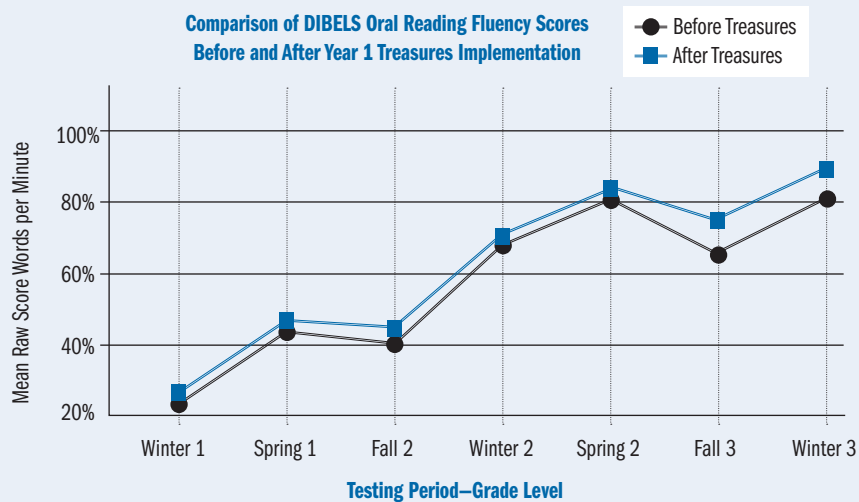 Comparison of DIBELS Oral Reading Fluency Scores
Before and After Year 1 Treasures Implementation
Before Treasures
After Treasures
Mean Raw Score Words per Minute
100%
80%
60%
40%
20%
Winter 1
Spring 1
Fall 2
Winter 2
Spring 2
Fall 3
Winter 3
Testing Period—Grade Level